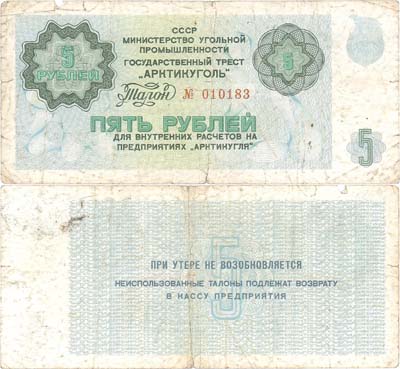 СССР
МИНИСТЕРСТВО УГОЛЬНОЙ
ПРОМЫШЛЕННОСТИ
ГОСУДАРСТВЕННЫЙ ТРЕСТ
„АРКТИКУГОЛЬ"
5
РУБЛЕЙ
5
Талон № 010183
ПЯТЬ РУБЛЕЙ
ДЛЯ ВНУТРЕННИХ РАСЧЕТОВ НА
ПРЕДПРИЯТИЯХ „АРКТИКУГЛЯ"
5
5
ПРИ УТЕРЕ НЕ ВОЗОБНОВЛЯЕТСЯ
НЕИСПОЛЬЗОВАННЫЕ ТАЛОНЫ ПОДЛЕЖАТ ВОЗВРАТУ
В КАССУ ПРЕДПРИЯТИЯ